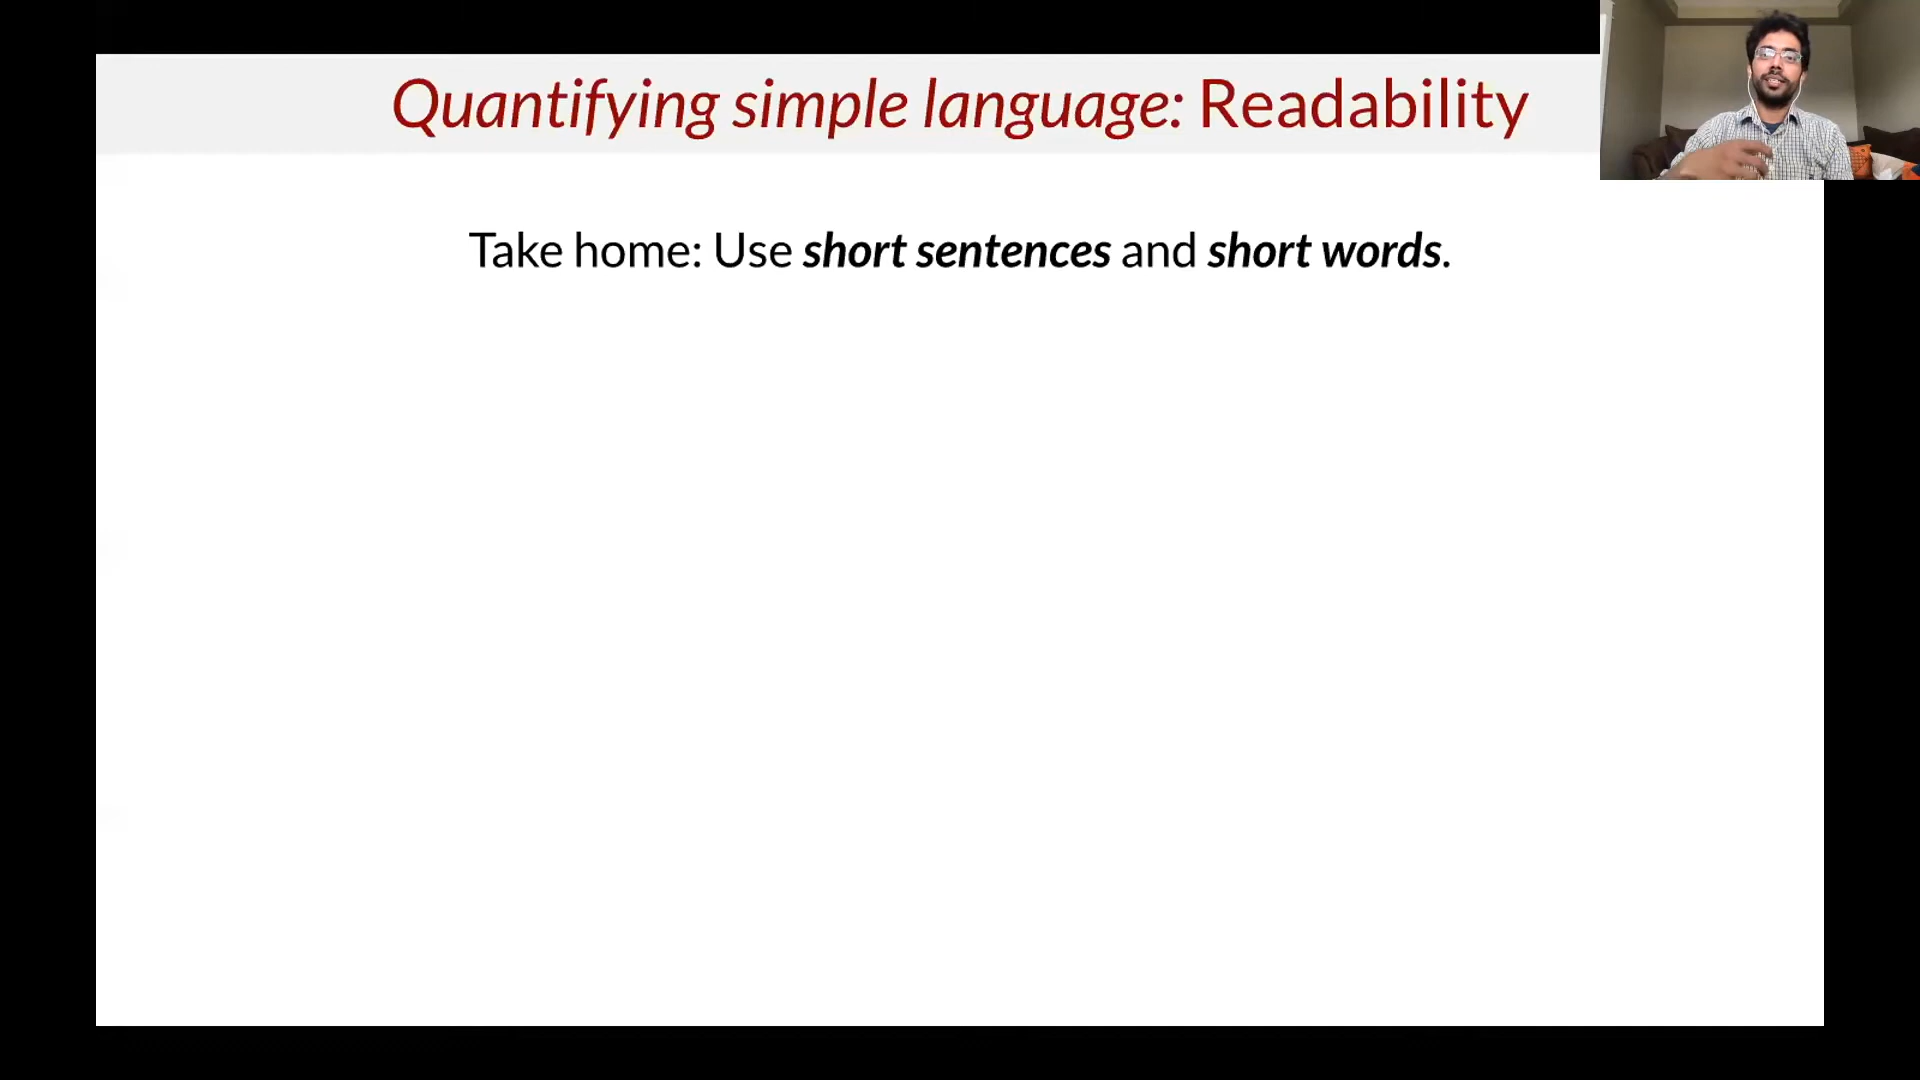 Quantifying simple language: Readability
Take home: Use short sentences and short words.